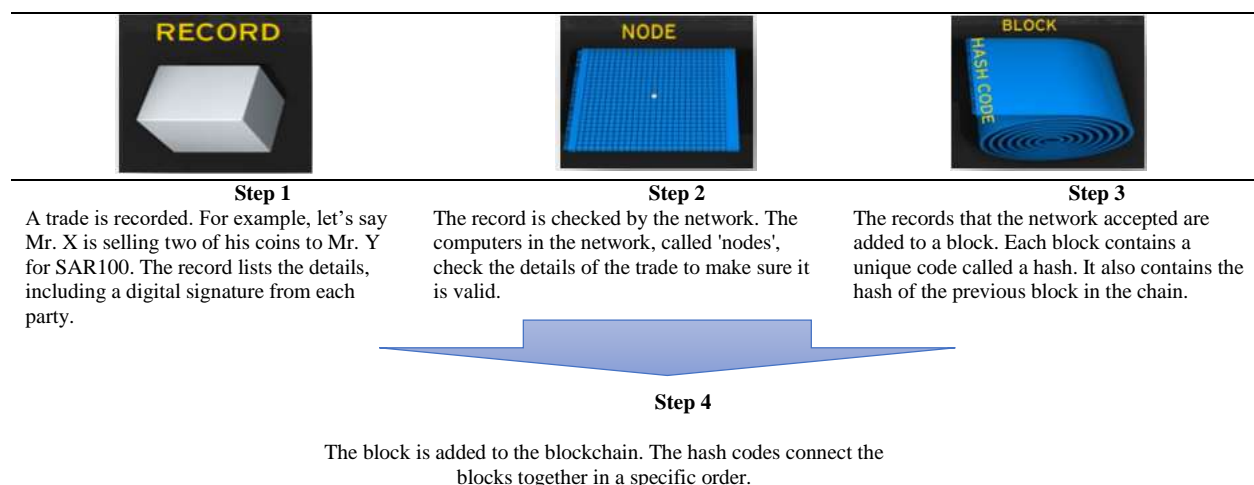 RECORD
NODE
BLOCK
HASH CODE
Step 1
A trade is recorded. For example, let’s say
Mr. X is selling two of his coins to Mr. Y
for SAR100. The record lists the details,
including a digital signature from each
party.
Step 2
The record is checked by the network. The
computers in the network, called 'nodes',
check the details of the trade to make sure it
is valid.
Step 3
The records that the network accepted are
added to a block. Each block contains a
unique code called a hash. It also contains the
hash of the previous block in the chain.
Step 4
The block is added to the blockchain. The hash codes connect the
blocks together in a specific order.